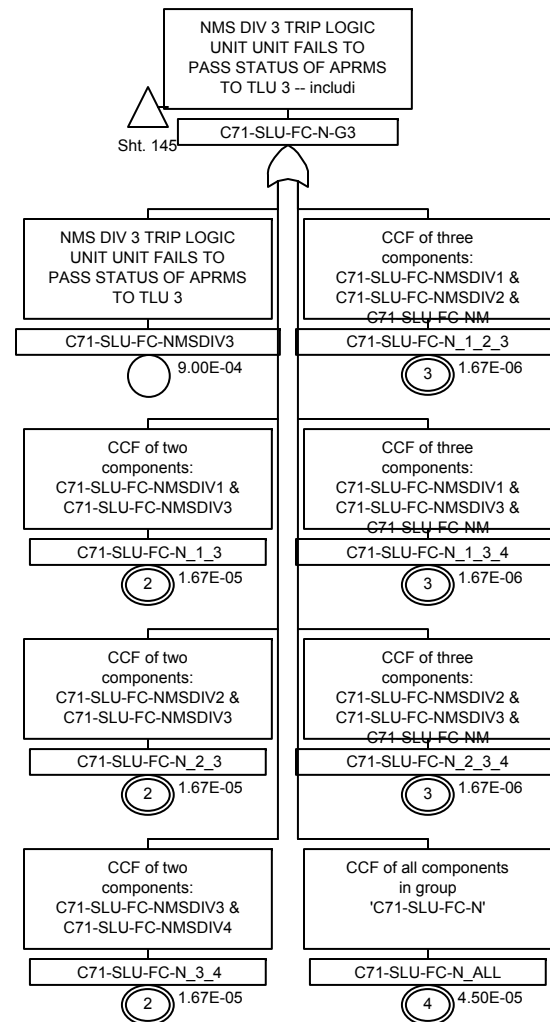 NMS DIV 3 TRIP LOGIC
UNIT UNIT FAILS TO
PASS STATUS OF APRMS
TO TLU 3 -- includi
Sht. 145
C71-SLU-FC-N-G3
NMS DIV 3 TRIP LOGIC
UNIT UNIT FAILS TO
PASS STATUS OF APRMS
TO TLU 3
C71-SLU-FC-NMSDIV3
9.00E-04
CCF of three
components:
C71-SLU-FC-NMSDIV1 &
C71-SLU-FC-NMSDIV2 &
C71-SLU-FC-NM
C71-SLU-FC-N_1_2_3
3 1.67E-06
CCF of two
components:
C71-SLU-FC-NMSDIV1 &
C71-SLU-FC-NMSDIV3
C71-SLU-FC-N_1_3
2 1.67E-05
CCF of three
components:
C71-SLU-FC-NMSDIV1 &
C71-SLU-FC-NMSDIV3 &
C71-SLU-FC-NM
C71-SLU-FC-N_1_3_4
3 1.67E-06
CCF of two
components:
C71-SLU-FC-NMSDIV2 &
C71-SLU-FC-NMSDIV3
C71-SLU-FC-N_2_3
2 1.67E-05
CCF of three
components:
C71-SLU-FC-NMSDIV2 &
C71-SLU-FC-NMSDIV3 &
C71-SLU-FC-NM
C71-SLU-FC-N_2_3_4
3 1.67E-06
CCF of two
components:
C71-SLU-FC-NMSDIV3 &
C71-SLU-FC-NMSDIV4
C71-SLU-FC-N_3_4
2 1.67E-05
CCF of all components
in group
'C71-SLU-FC-N'
C71-SLU-FC-N_ALL
4 4.50E-05